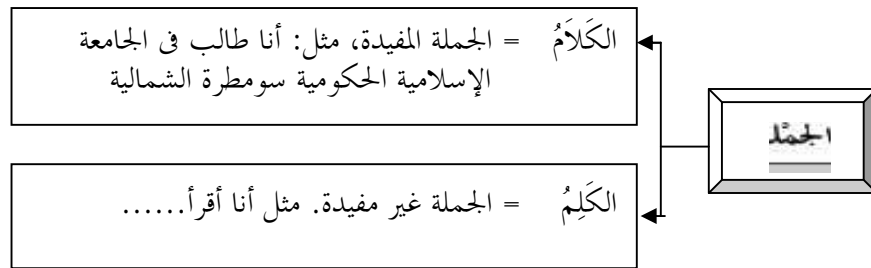 الجمْل
الكَلاَمُ = الجملة المفيدة، مثل: أنا طالب فى الجامعة
الإسلامية الحكومية سومطرة الشمالية
الكَلِمُ = الجملة غير مفيدة. مثل أنا أقرأ......